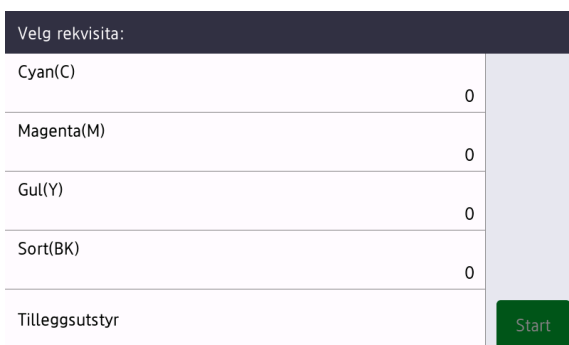 Velg rekvisita:
Cyan(C)
0
Magenta(M)
0
Gul(Y)
0
Sort(BK)
0
Tilleggsutstyr
Start